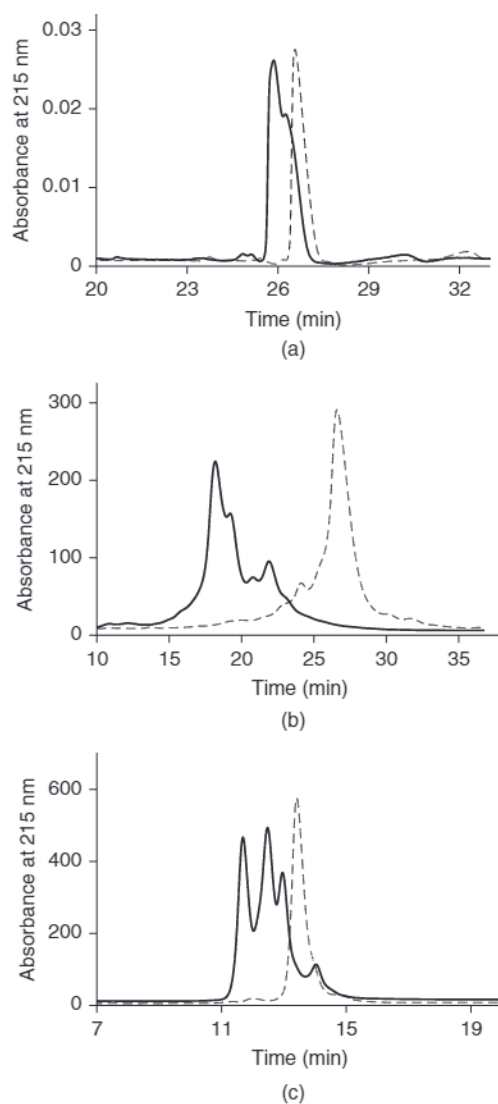 0.03
0.02
0.01
0
Absorbance at 215 nm
20 23 26 29 32
Time (min)
(a)
300
200
100
0
Absorbance at 215 nm
10 15 20 25 30 35
Time (min)
(b)
600
400
200
0
Absorbance at 215 nm
7 11 15 19
Time (min)
(c)